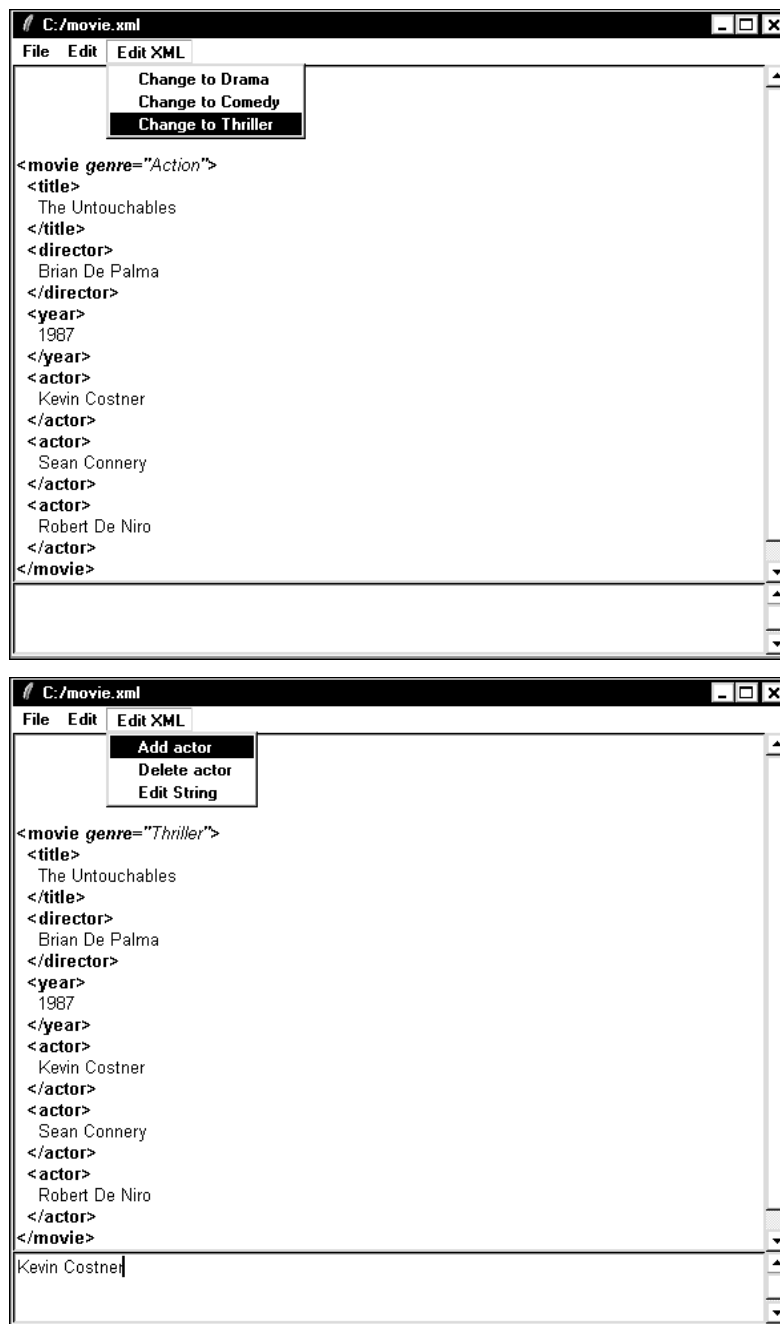 C:/movie.xml
File Edit Edit XML
Change to Drama
Change to Comedy
Change to Thriller
<movie genre="Action">
<title>
The Untouchables
</title>
<director>
Brian De Palma
</director>
<year>
1987
</year>
<actor>
Kevin Costner
</actor>
<actor>
Sean Connery
</actor>
<actor>
Robert De Niro
</actor>
</movie>
C:/movie.xml
File Edit Edit XML
Add actor
Delete actor
Edit String
<movie genre="Thriller">
<title>
The Untouchables
</title>
<director>
Brian De Palma
</director>
<year>
1987
</year>
<actor>
Kevin Costner
</actor>
<actor>
Sean Connery
</actor>
<actor>
Robert De Niro
</actor>
</movie>
Kevin Costner